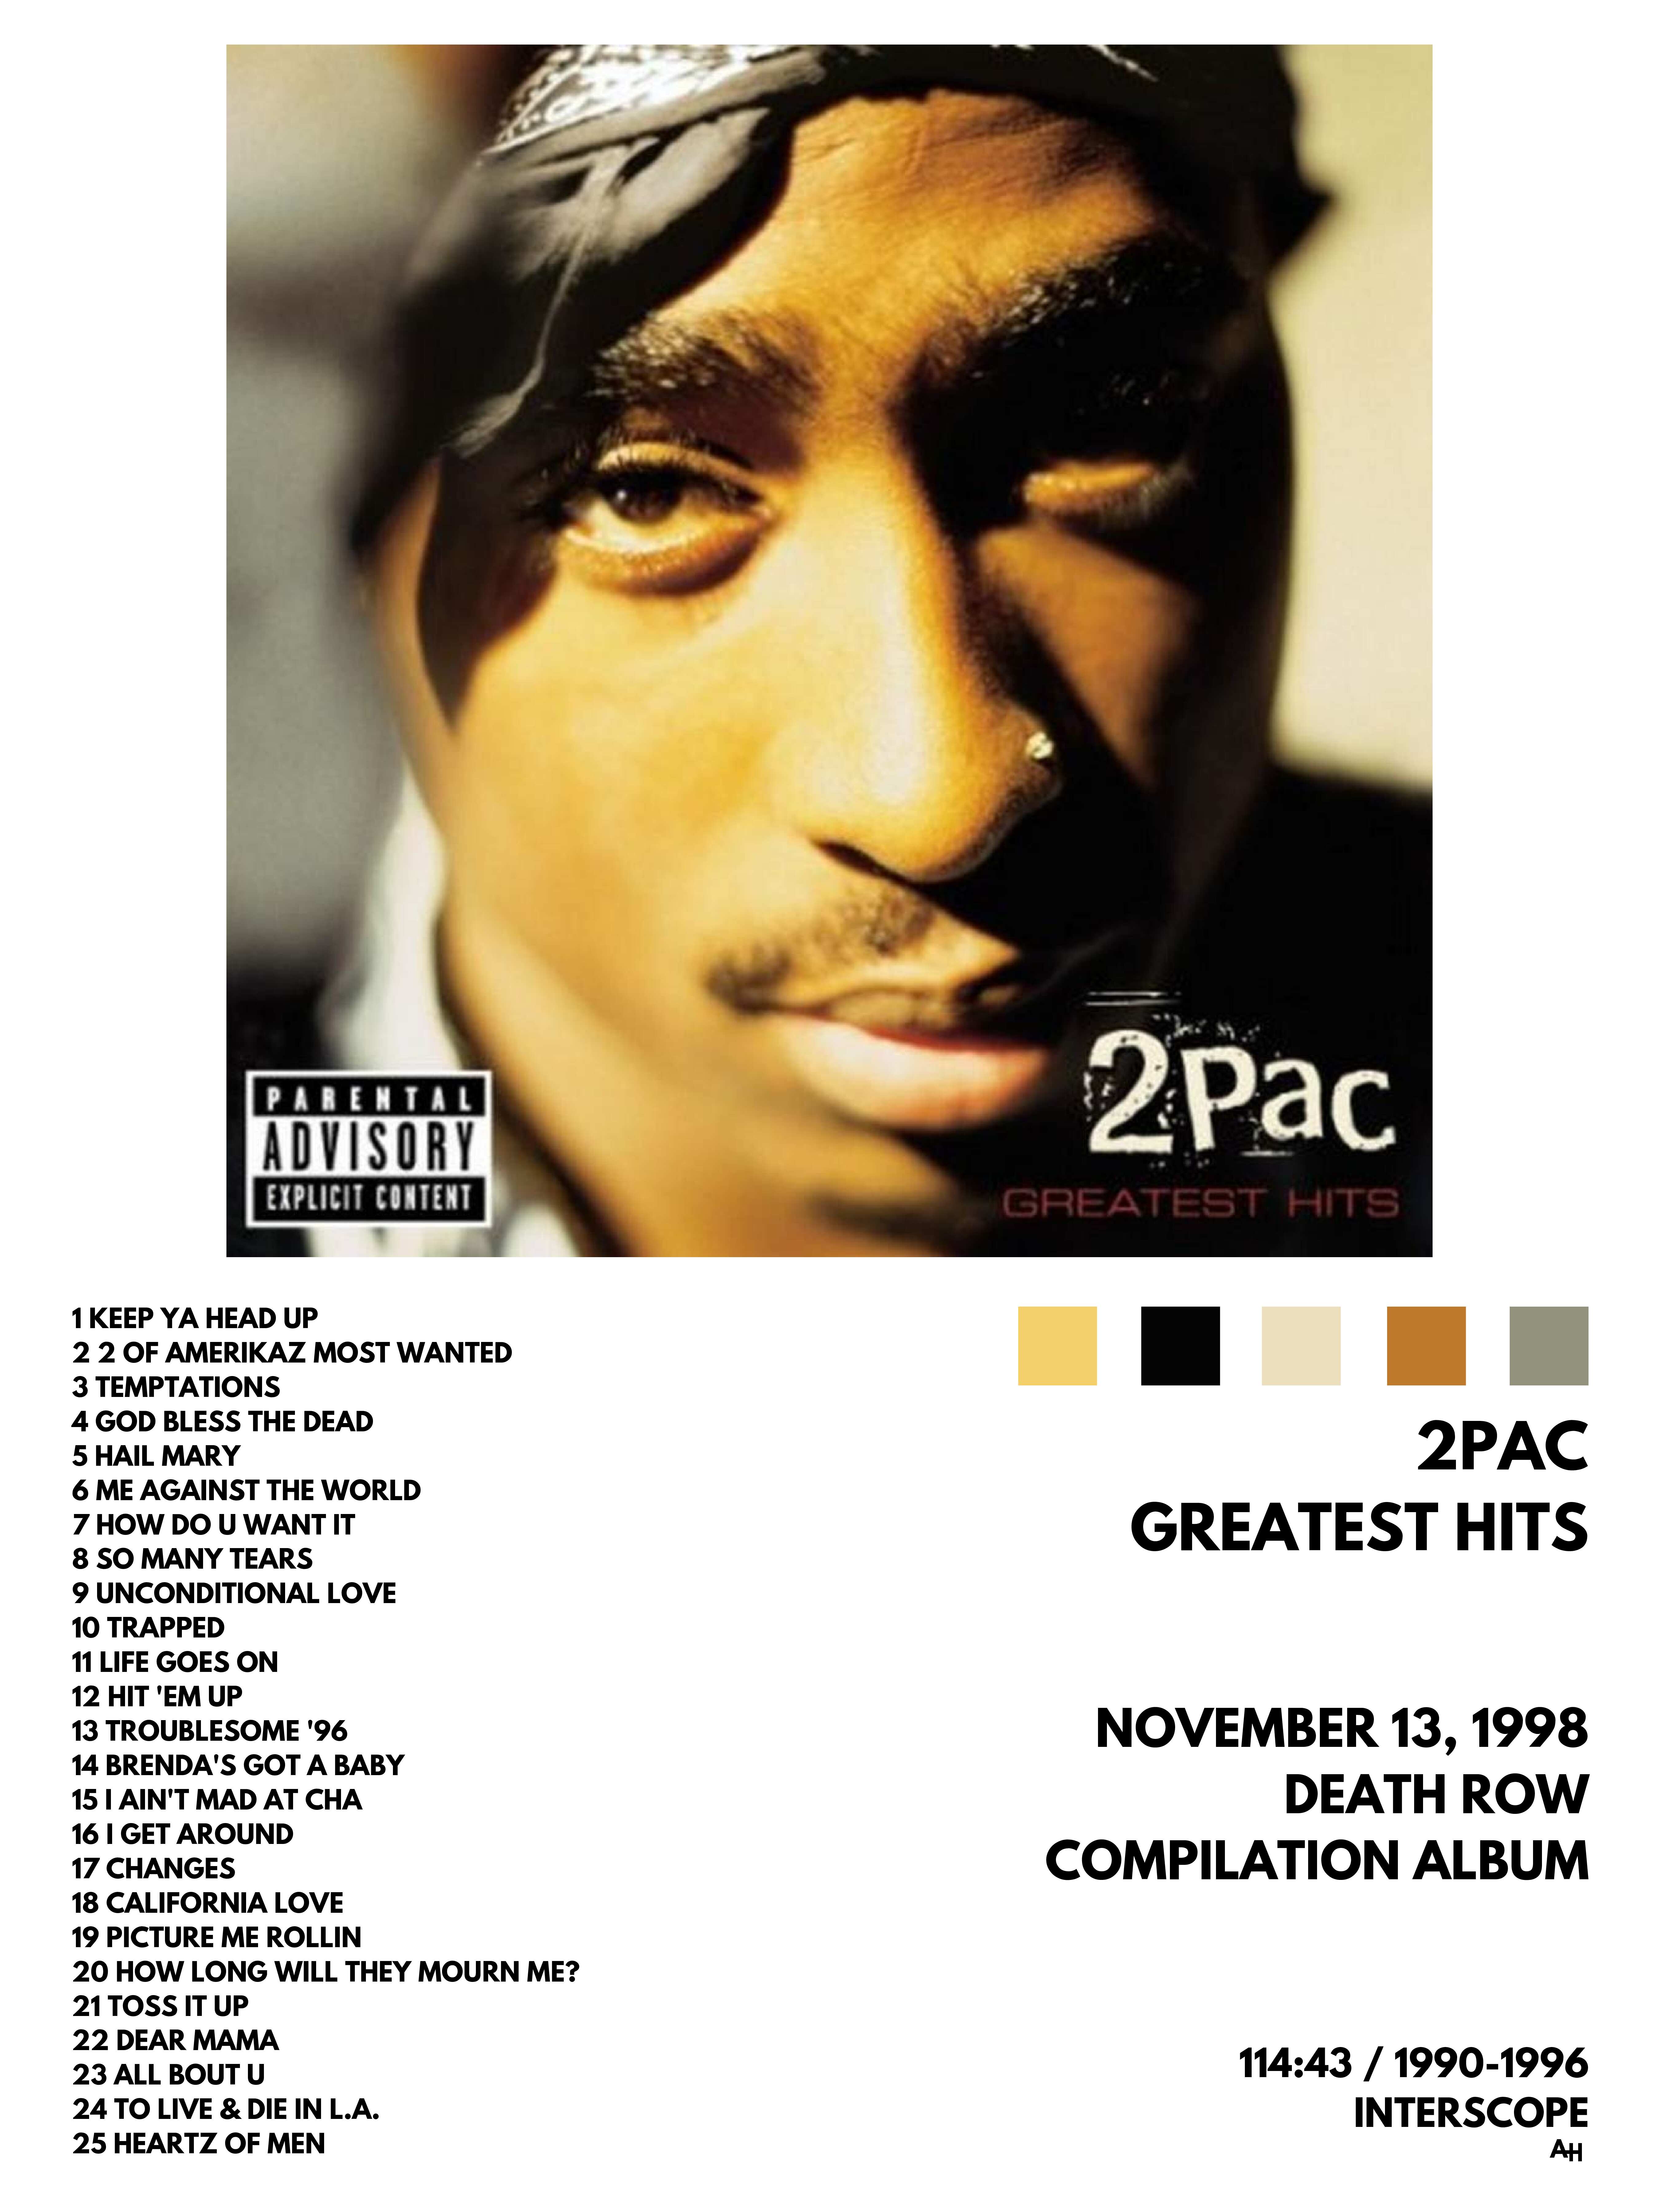 PARENTAL
ADVISORY
EXPLICIT CONTENT
2Pac
GREATEST HITS
1 KEEP YA HEAD UP
2 2 OF AMERIKAZ MOST WANTED
3 TEMPTATIONS
4 GOD BLESS THE DEAD
5 HAIL MARY
6 ME AGAINST THE WORLD
7 HOW DO U WANT IT
8 SO MANY TEARS
9 UNCONDITIONAL LOVE
10 TRAPPED
11 LIFE GOES ON
12 HIT 'EM UP
13 TROUBLESOME '96
14 BRENDA'S GOT A BABY
15 I AIN'T MAD AT CHA
16 I GET AROUND
17 CHANGES
18 CALIFORNIA LOVE
19 PICTURE ME ROLLIN
20 HOW LONG WILL THEY MOURN ME?
21 TOSS IT UP
22 DEAR MAMA
23 ALL BOUT U
24 TO LIVE & DIE IN L.A.
25 HEARTZ OF MEN
2PAC
GREATEST HITS
NOVEMBER 13, 1998
DEATH ROW
COMPILATION ALBUM
114:43 / 1990-1996
INTERSCOPE
AH